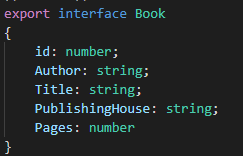 export interface Book
{
    id: number;
    Author: string;
    Title: string;
    PublishingHouse: string;
    Pages: number
}